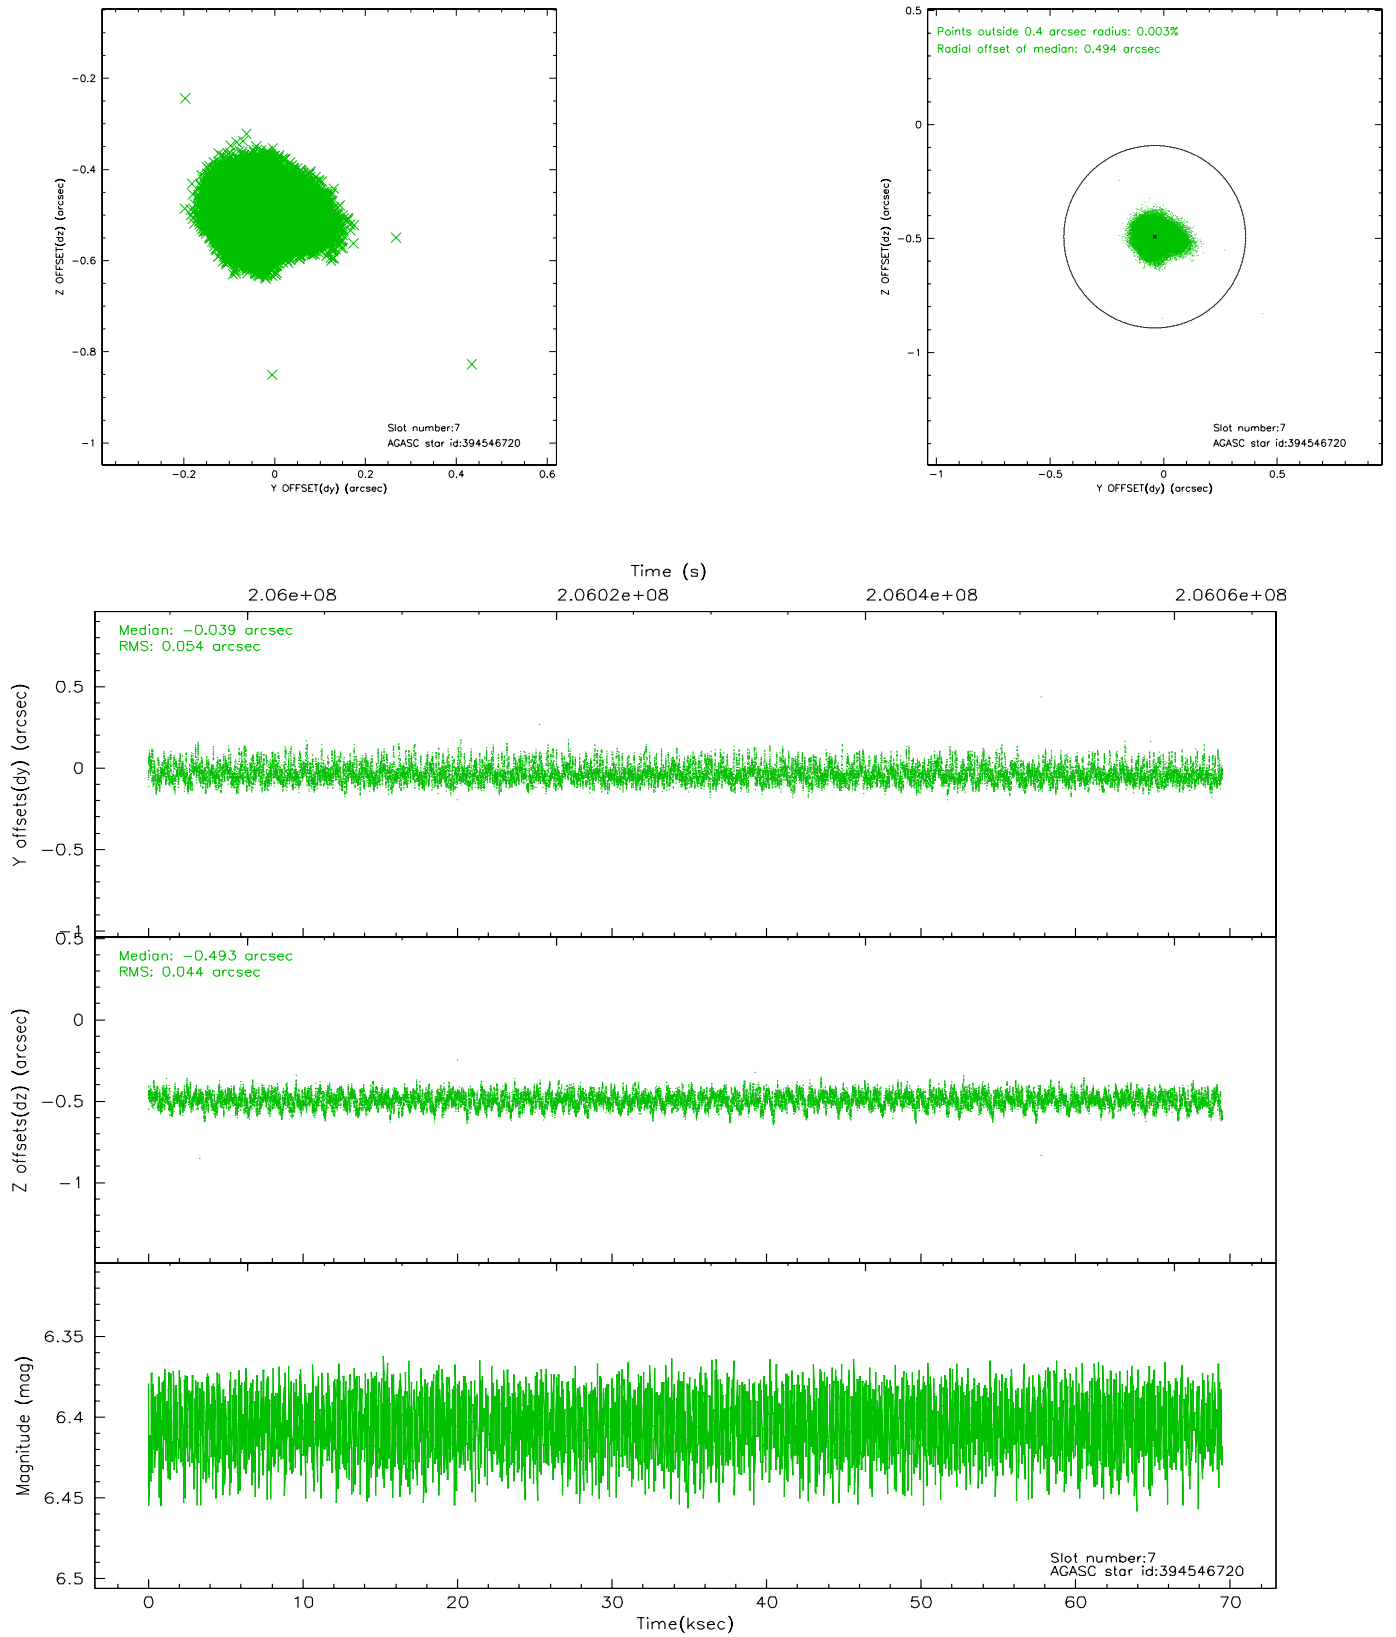 −0.2
−0.4
−0.6
−0.8
−1
Z OFFSET(dz) (arcsec)
Slot number:7
AGASC star id:394546720
−0.2 0 0.2 0.4 0.6
Y OFFSET(dy) (arcsec)
Points outside 0.4 arcsec radius: 0.003%
Radial offset of median: 0.494 arcsec
0.5
0
−0.5
−1
Z OFFSET(dz) (arcsec)
Slot number:7
AGASC star id:394546720
−1 −0.5 0 0.5
Y OFFSET(dy) (arcsec)
Time (s)
2.06e+08 2.0602e+08 2.0604e+08 2.0606e+08
Median: −0.039 arcsec
RMS: 0.054 arcsec
0.5
0
−0.5
−1
Y offsets(dy) (arcsec)
Median: −0.493 arcsec
RMS: 0.044 arcsec
0.5
0
−0.5
−1
Z offsets(dz) (arcsec)
6.35
6.4
6.45
6.5
Magnitude (mag)
Slot number:7
AGASC star id:394546720
0 10 20 30 40 50 60 70
Time(ksec)